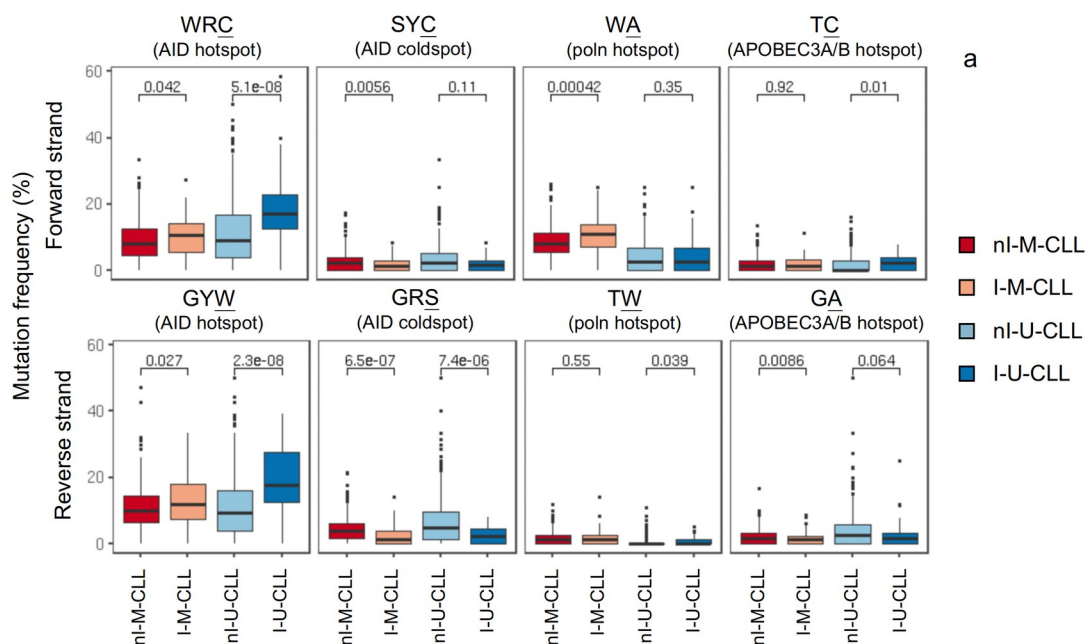 WRC SYC WA TC
(AID hotspot) (AID coldspot) (poln hotspot) (APOBEC3A/B hotspot) a
60 0.042 5.1e-08 0.0056 0.11 0.00042 0.35 0.92 0.01
40
20
0
Forward strand
Mutation frequency (%)
nI-M-CLL
I-M-CLL
nI-U-CLL
I-U-CLL
GYW GRS TW GA
(AID hotspot) (AID coldspot) (poln hotspot) (APOBEC3A/B hotspot)
60 0.027 2.3e-08 6.5e-07 7.4e-06 0.55 0.039 0.0086 0.064
40
20
0
Reverse strand
nI-M-CLL I-M-CLL nI-U-CLL I-U-CLL nI-M-CLL I-M-CLL nI-U-CLL I-U-CLL nI-M-CLL I-M-CLL nI-U-CLL I-U-CLL nI-M-CLL I-M-CLL nI-U-CLL I-U-CLL